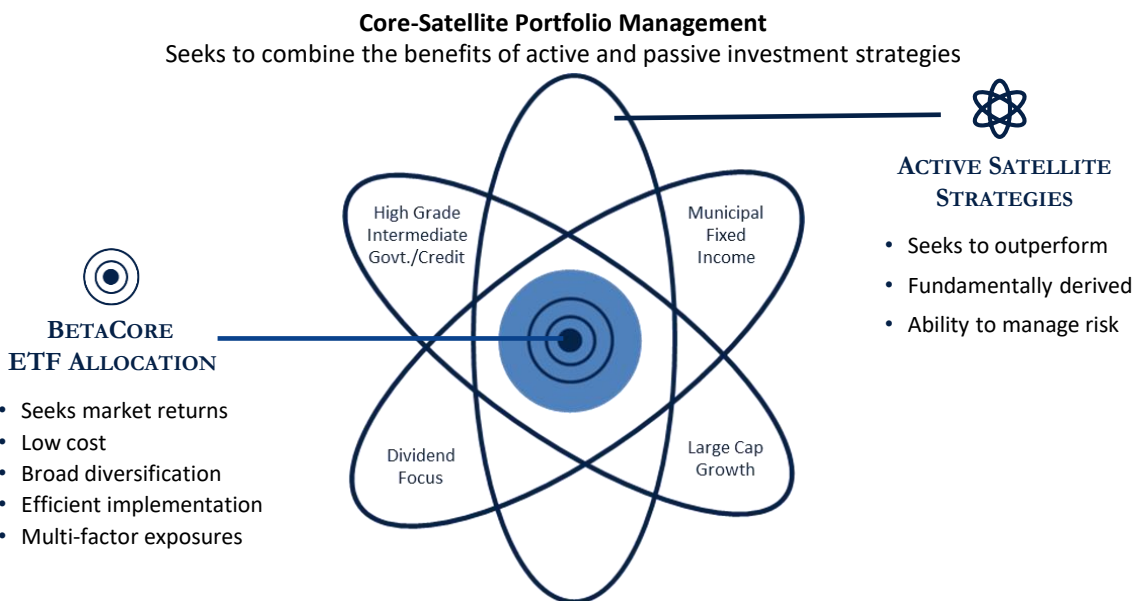 Core-Satellite Portfolio Management
Seeks to combine the benefits of active and passive investment strategies
High Grade
Intermediate
Govt./Credit
Municipal
Fixed
Income
ACTIVE SATELLITE
STRATEGIES
• Seeks to outperform
• Fundamentally derived
• Ability to manage risk
BETACORE
ETF ALLOCATION
• Seeks market returns
• Low cost
• Broad diversification
• Efficient implementation
• Multi-factor exposures
Dividend
Focus
Large Cap
Growth